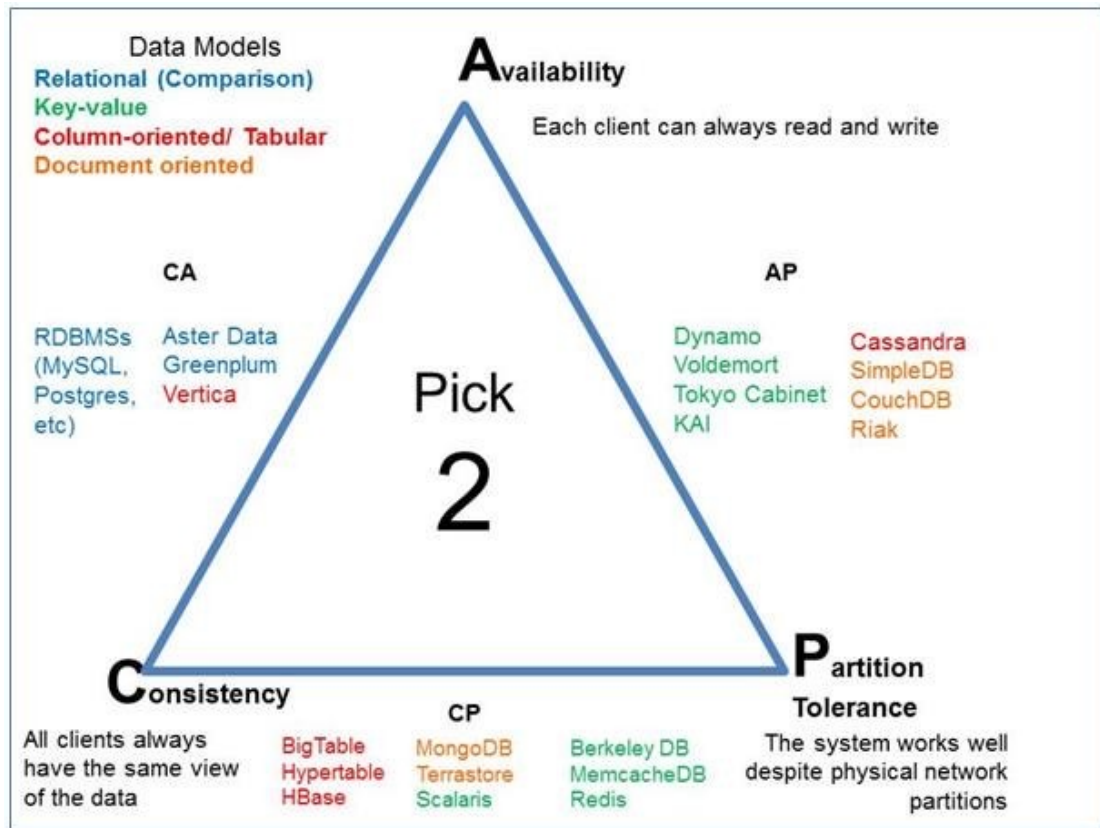 Data Models
Relational (Comparison)
Key-value
Column-oriented/ Tabular
Document oriented
Availability
Each client can always read and write
CA
RDBMSs
(MySQL,
Postgres,
etc)
Aster Data
Greenplum
Vertica
Pick
2
AP
Dynamo
Voldemort
Tokyo Cabinet
KAI
Cassandra
SimpleDB
CouchDB
Riak
Consistency
All clients always
have the same view
of the data
CP
BigTable
Hypertable
HBase
MongoDB
Terrastore
Scalaris
Berkeley DB
MemcacheDB
Redis
Partition
Tolerance
The system works well
despite physical network
partitions